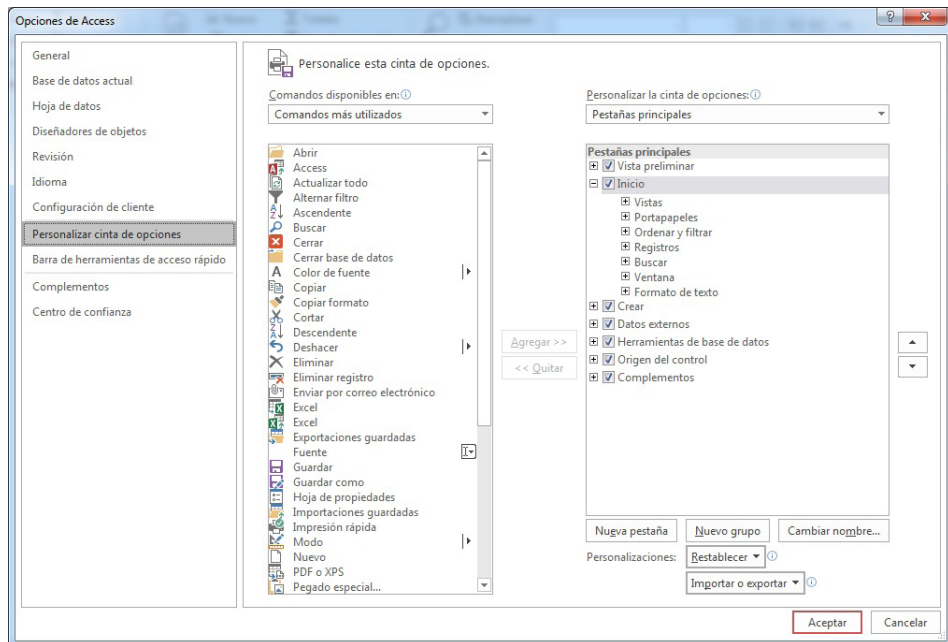 Opciones de Access
General
Base de datos actual
Hoja de datos
Diseñadores de objetos
Revisión
Idioma
Configuración de cliente
Personalizar cinta de opciones
Barra de herramientas de acceso rápido
Complementos
Centro de confianza
Personalice esta cinta de opciones.
Comandos disponibles en:
Comandos más utilizados
Abrir
Access
Actualizar todo
Alternar filtro
Ascendente
Buscar
Cerrar
Cerrar base de datos
Color de fuente
Copiar
Copiar formato
Cortar
Descendente
Deshacer
Eliminar
Eliminar registro
Enviar por correo electrónico
Excel
Excel
Exportaciones guardadas
Fuente
Guardar
Guardar como
Hoja de propiedades
Importaciones guardadas
Impresión rápida
Modo
Nuevo
PDF o XPS
Pegado especial...
Agregar >>
<< Quitar
Personalizar la cinta de opciones:
Pestañas principales
Pestañas principales
Vista preliminar
Inicio
Vistas
Portapapeles
Ordenar y filtrar
Registros
Buscar
Ventana
Formato de texto
Crear
Datos externos
Herramientas de base de datos
Origen del control
Complementos
Nueva pestaña
Nuevo grupo
Cambiar nombre...
Personalizaciones:
Restablecer
Importar o exportar
Aceptar
Cancelar